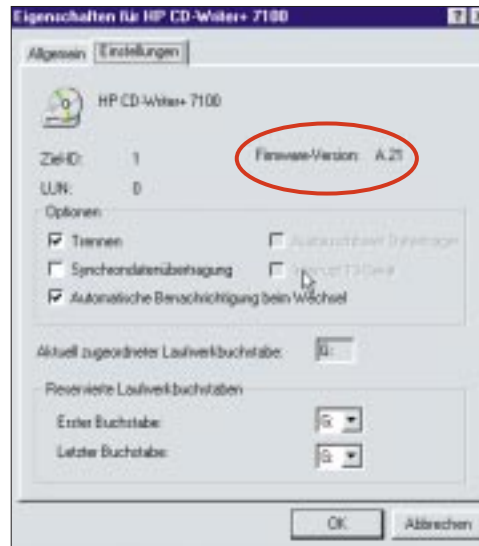 Eigenschaften für HP CD-Writer+ 7100
Allgemein Einstellungen
HP CD-Writer+ 7100
Ziel-ID: 1 Firmware-Version: A.21
LUN: 0
Optionen
Trennen
Synchrondatenübertragung
Automatische Benachrichtigung beim Wechsel
Aktuell zugeordneter Laufwerkbuchstabe: G:
Reservierte Laufwerkbuchstaben
Erster Buchstabe: G:
Letzter Buchstabe: G:
OK Abbrechen